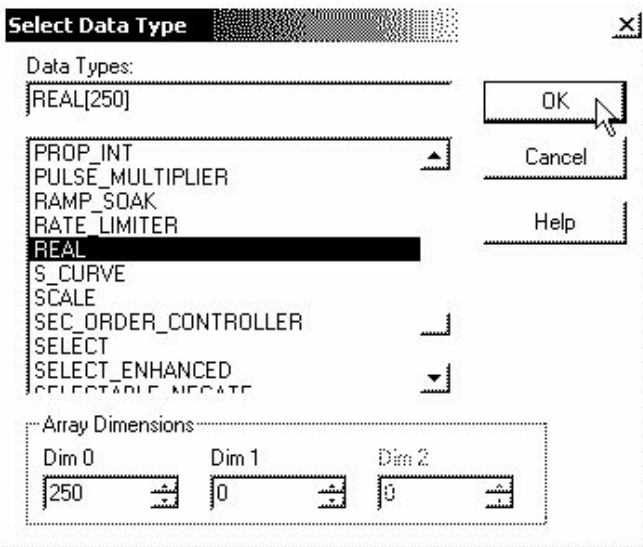 Select Data Type
Data Types:
REAL[250]
OK
PROP_INT
Cancel
PULSE_MULTIPLIER
RAMP_SOAK
RATE_LIMITER
Help
REAL
S_CURVE
SCALE
SEC_ORDER_CONTROLLER
SELECT
SELECT_ENHANCED
SELECTABLE_NEGATE
Array Dimensions
Dim 0 Dim 1 Dim 2
250 0 0